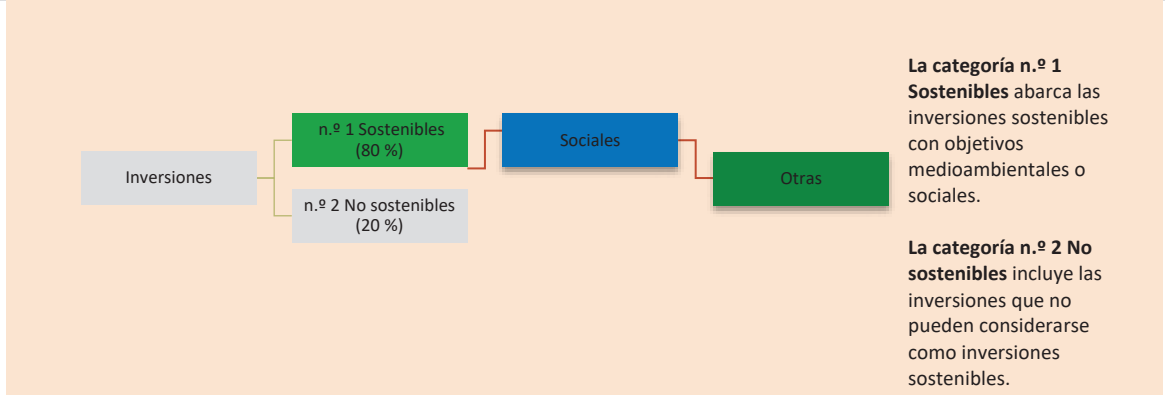 Inversiones
n.º 1 Sostenibles
(80 %)
n.º 2 No sostenibles
(20 %)
Sociales
Otras
La categoría n.º 1
Sostenibles abarca las
inversiones sostenibles
con objetivos
medioambientales o
sociales.
La categoría n.º 2 No
sostenibles incluye las
inversiones que no
pueden considerarse
como inversiones
sostenibles.